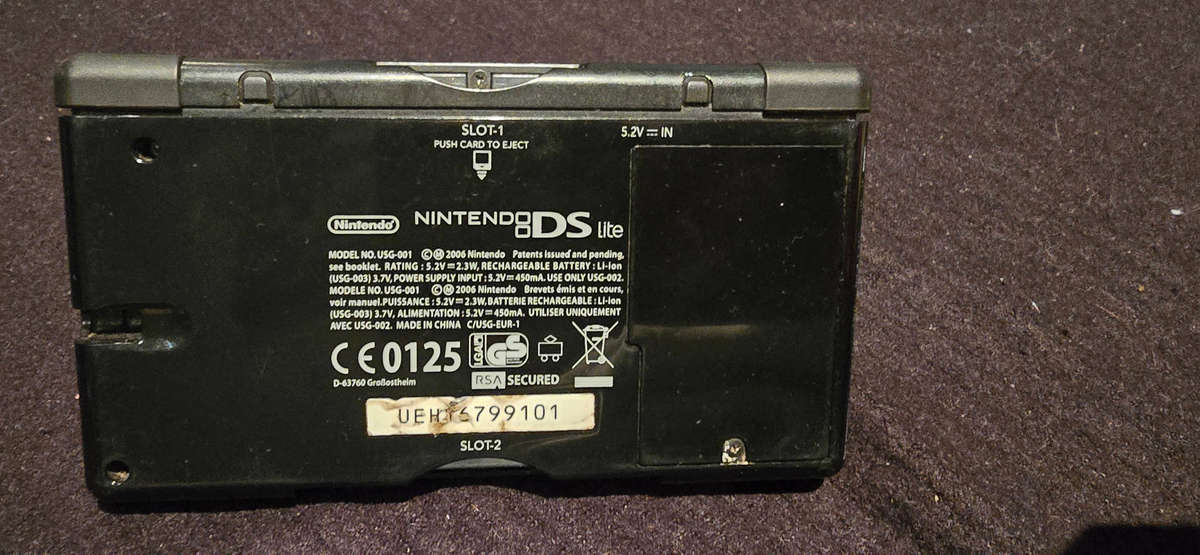 SLOT-1
PUSH CARD TO EJECT
5.2V⎓ IN
Nintendo
NINTENDO DS Lite
MODEL NO. USG-001 ©Ⓜ 2006 Nintendo Patents issued and pending,
see booklet. RATING : 5.2V⎓2.3W, RECHARGEABLE BATTERY : Li-ion
(USG-003) 3.7V, POWER SUPPLY INPUT : 5.2V⎓450mA. USE ONLY USG-002.
MODELE NO. USG-001 ©Ⓜ 2006 Nintendo Brevets émis et en cours,
voir manuel.PUISSANCE : 5.2V⎓2.3W, BATTERIE RECHARGEABLE : Li-ion
(USG-003) 3.7V, ALIMENTATION : 5.2V⎓450mA. UTILISER UNIQUEMENT
AVEC USG-002. MADE IN CHINA C/USG-EUR-1
CE0125
LGA
GS
D-63760 Großostheim
RSA SECURED
799101
SLOT-2